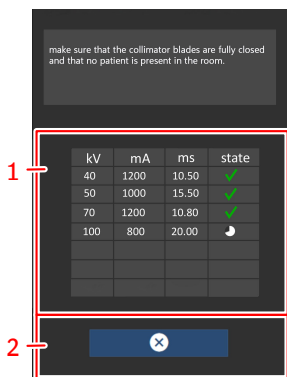 make sure that the collimator blades are fully closed
and that no patient is present in the room.
kV mA ms state
40 1200 10.50
50 1000 15.50
70 1200 10.80
100 800 20.00
1
2